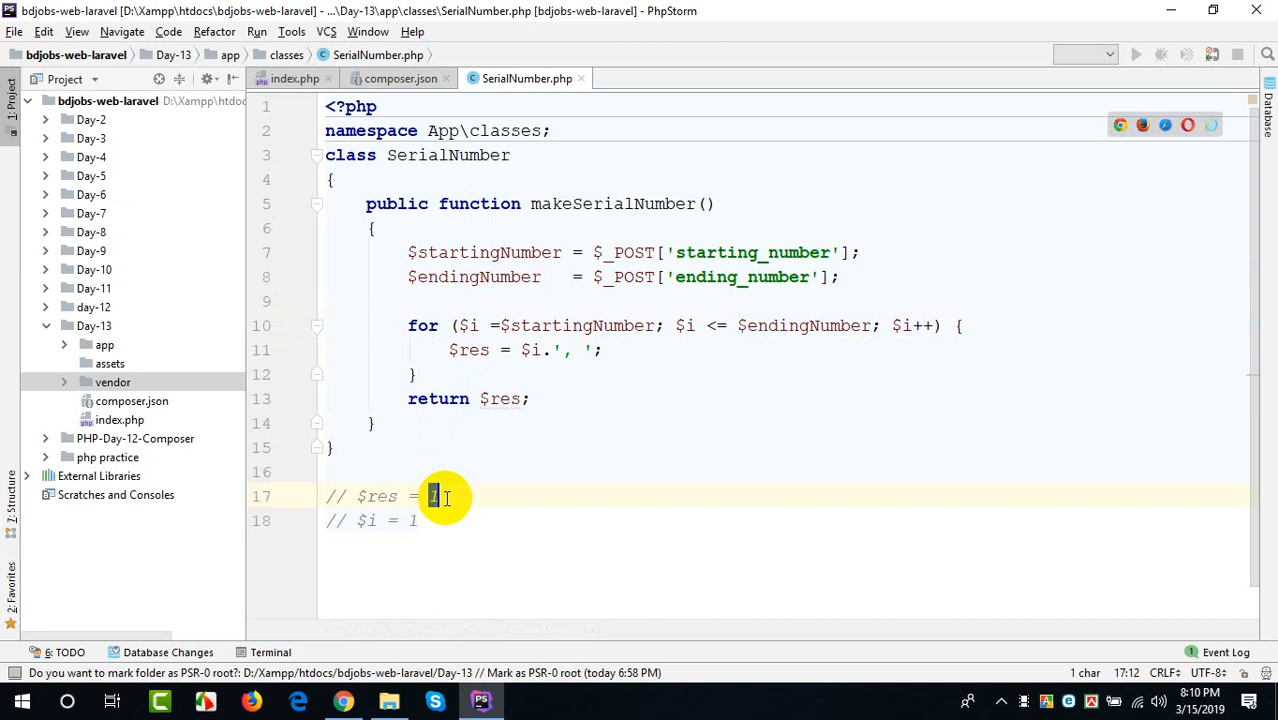 bdjobs-web-laravel [D:\Xampp\htdocs\bdjobs-web-laravel] - ...\Day-13\app\classes\SerialNumber.php [bdjobs-web-laravel] - PhpStorm
File Edit View Navigate Code Refactor Run Tools VCS Window Help
bdjobs-web-laravel Day-13 app classes SerialNumber.php
Project index.php composer.json SerialNumber.php
1: Project
7: Structure
2: Favorites
bdjobs-web-laravel D:\Xampp\htdoc
Day-2
Day-3
Day-4
Day-5
Day-6
Day-7
Day-8
Day-9
Day-10
Day-11
day-12
Day-13
app
assets
vendor
composer.json
index.php
PHP-Day-12-Composer
php practice
External Libraries
Scratches and Consoles
1 <?php
2 namespace App\classes;
3 class SerialNumber
4 {
5 public function makeSerialNumber()
6 {
7 $startingNumber = $_POST['starting_number'];
8 $endingNumber = $_POST['ending_number'];
9
10 for ($i =$startingNumber; $i <= $endingNumber; $i++) {
11 $res = $i.', ';
12 }
13 return $res;
14 }
15 }
16
17 // $res = 1
18 // $i = 1
Database
6: TODO Database Changes Terminal Event Log
Do you want to mark folder as PSR-0 root?: D:/Xampp/htdocs/bdjobs-web-laravel/Day-13 // Mark as PSR-0 root (today 6:58 PM) 1 char 17:12 CRLF UTF-8
8:10 PM
3/15/2019